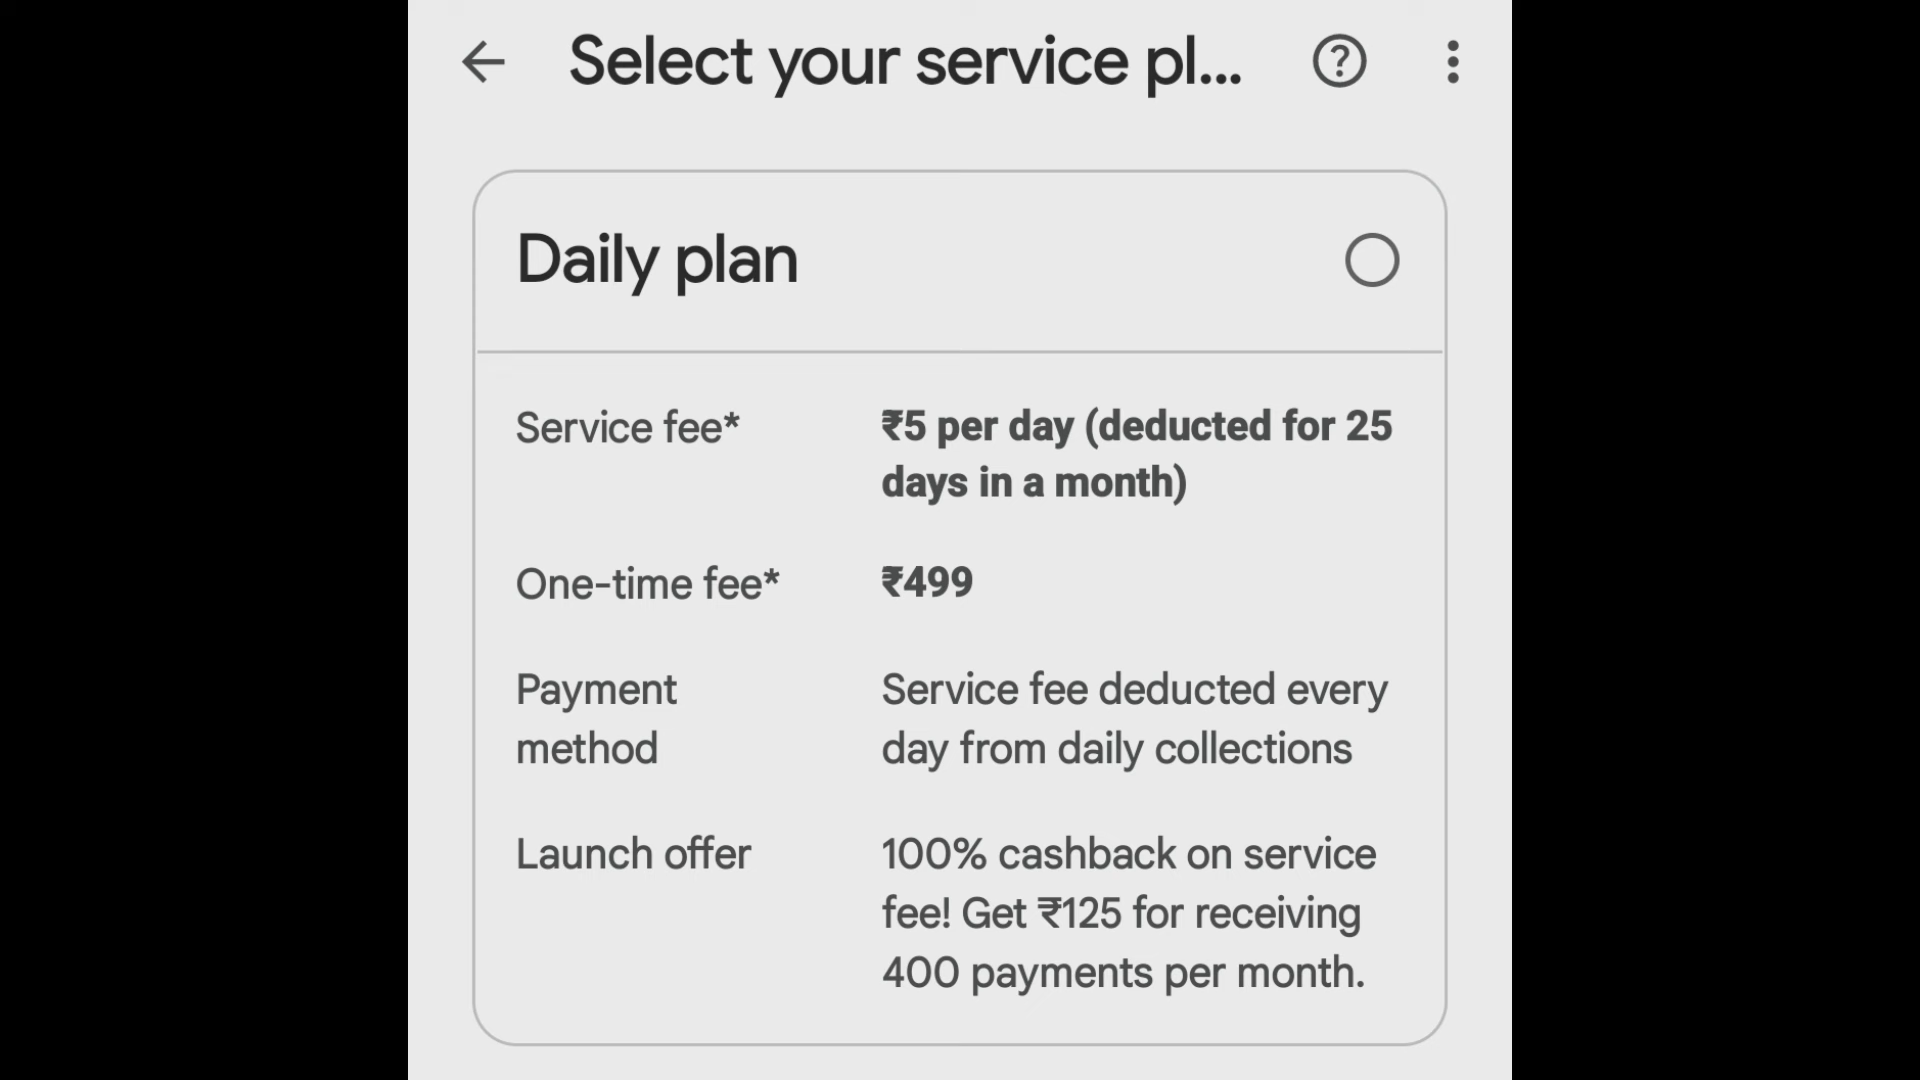 Select your service pl...
Daily plan
Service fee*
₹5 per day (deducted for 25
days in a month)
One-time fee*
₹499
Payment
method
Service fee deducted every
day from daily collections
Launch offer
100% cashback on service
fee! Get ₹125 for receiving
400 payments per month.